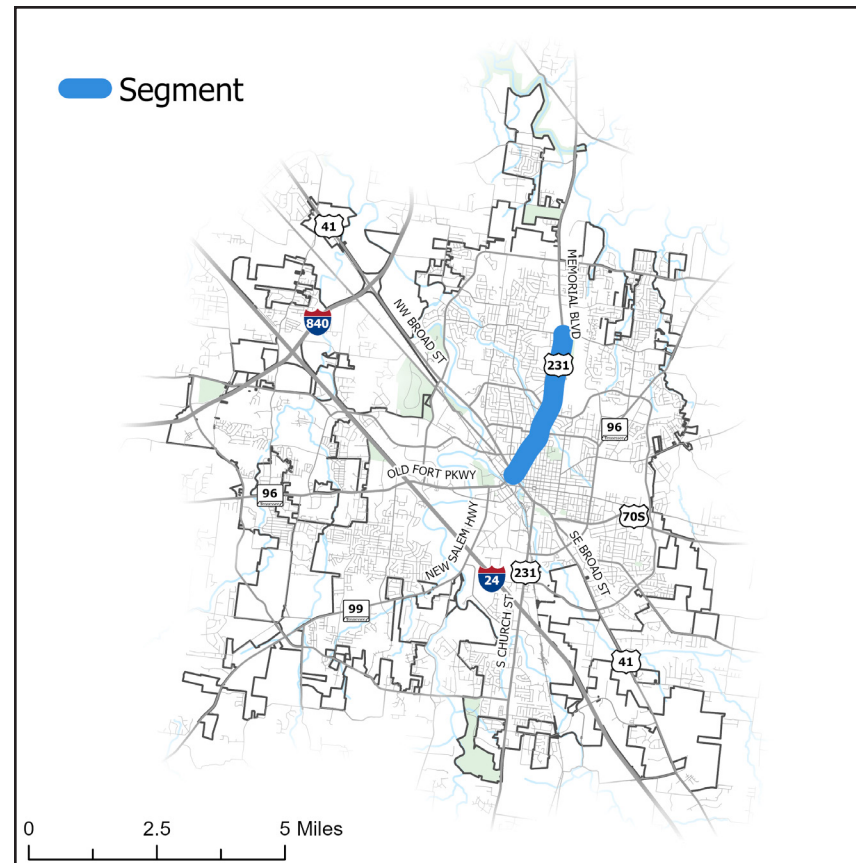 Segment
41
MEMORIAL BLVD
840
NW BROAD ST
231
96
OLD FORT PKWY
96
70S
NEW SALEM HWY
24
231
SE BROAD ST
99
S CHURCH ST
41
0 2.5 5 Miles